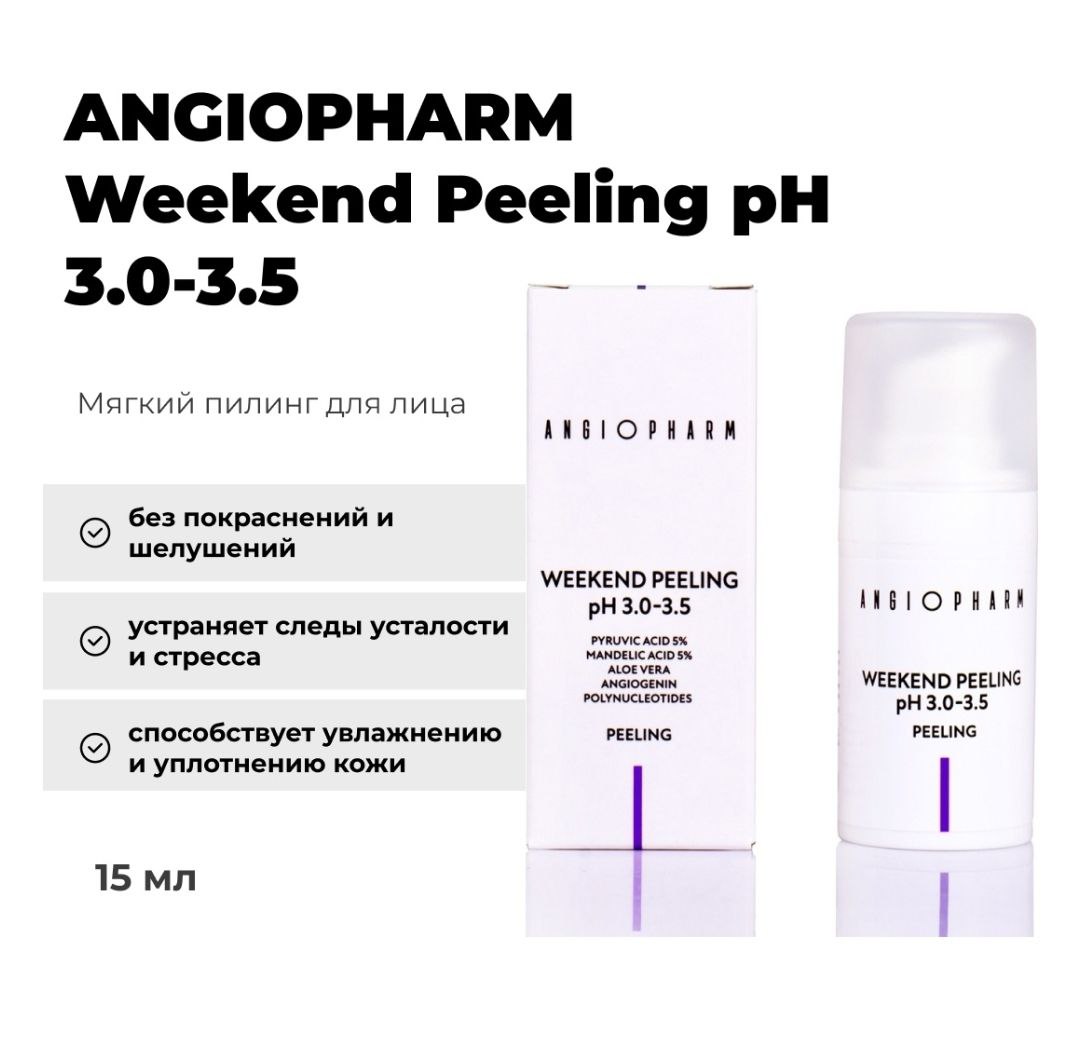 ANGIOPHARM
Weekend Peeling pH
3.0-3.5
Мягкий пилинг для лица
без покраснений и
шелушений
устраняет следы усталости
и стресса
способствует увлажнению
и уплотнению кожи
15 мл
ANGIOPHARM
WEEKEND PEELING
pH 3.0-3.5
PYRUVIC ACID 5%
MANDELIC ACID 5%
ALOE VERA
ANGIOGENIN
POLYNUCLEOTIDES
PEELING
ANGIOPHARM
WEEKEND PEELING
pH 3.0-3.5
PEELING